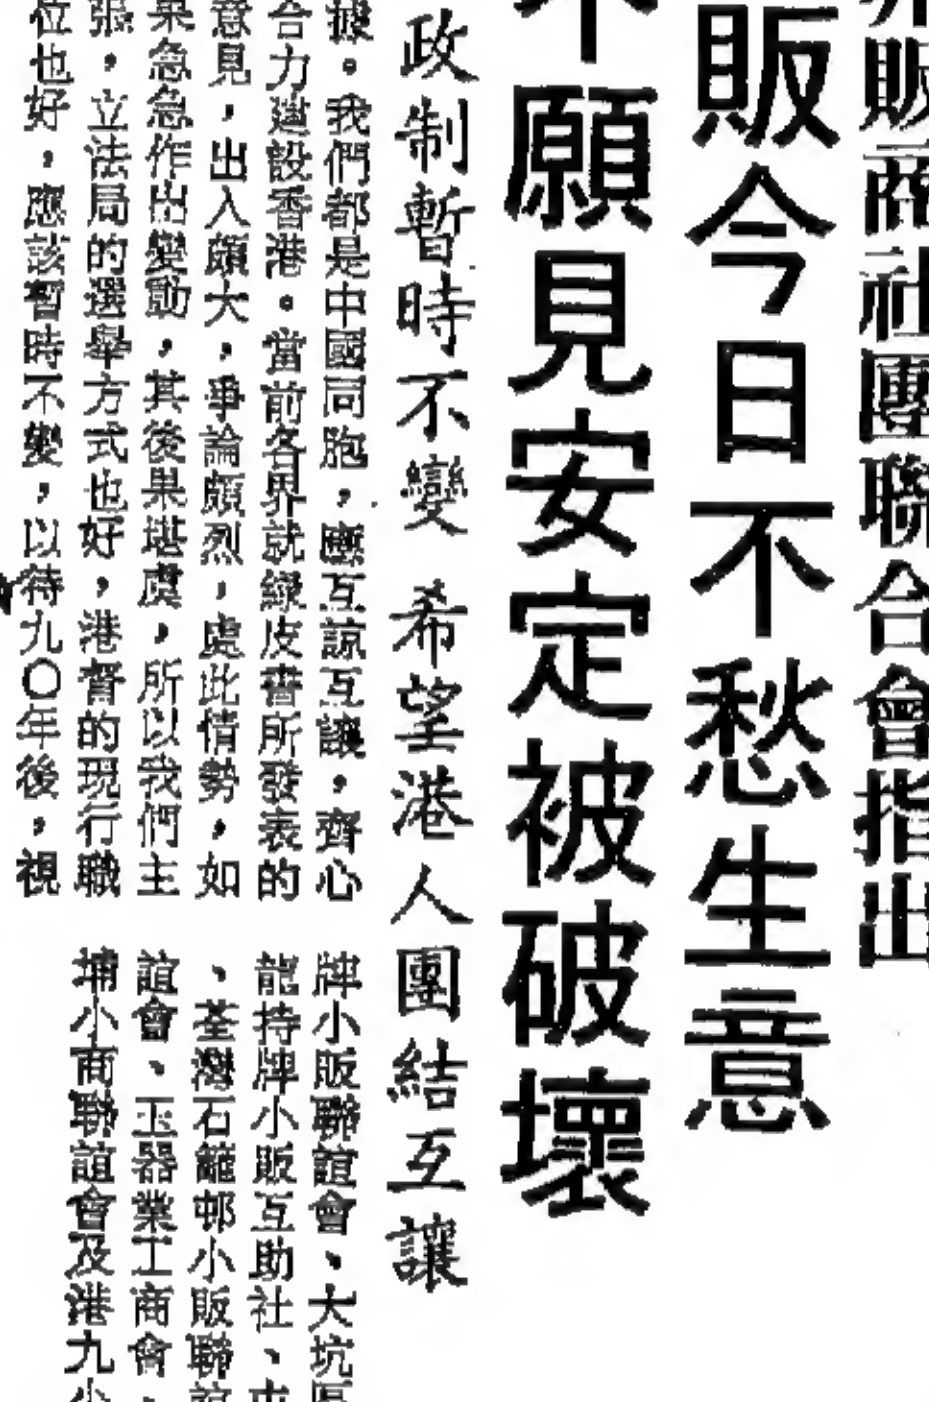 販商社團聯合會指出
販今日不愁生意
不願見安定被破壞
政制暫時不變 希望港人團結互讓
據。我們都是中國同胞，應互諒互讓，齊心
合力建設香港。當前各界就綠皮書所發表的
意見，出入頗大，爭論頗烈，處此情勢，如
果急急作出變動，其後果堪虞，所以我們主
張，立法局的選舉方式也好，港督的現行職
位也好，應該暫時不變，以待九〇年後，視
牌小販聯誼會、大坑區
龍持牌小販互助社、屯
、荃灣石籬邨小販聯誼
誼會、玉器業工商會、
埔小商聯誼會及港九小